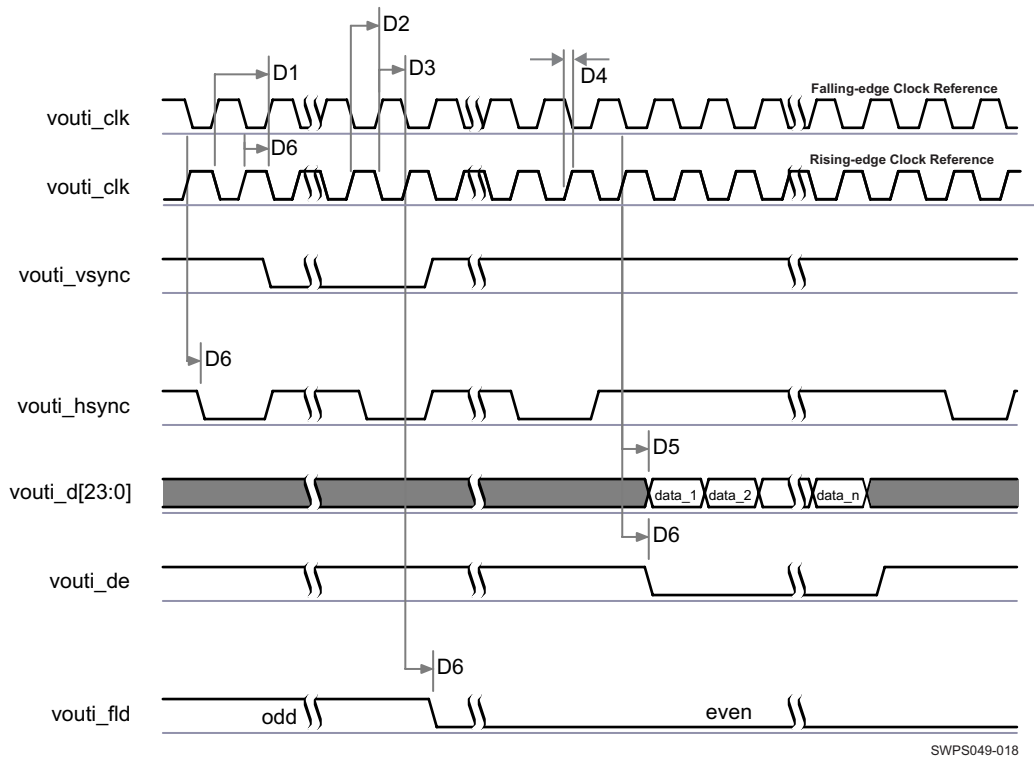 D2
D1
D3
D4
Falling-edge Clock Reference
vouti_clk
D6
Rising-edge Clock Reference
vouti_clk
vouti_vsync
D6
vouti_hsync
D5
vouti_d[23:0]
data_1 data_2 data_n
D6
vouti_de
D6
vouti_fld
odd
even
SWPS049-018